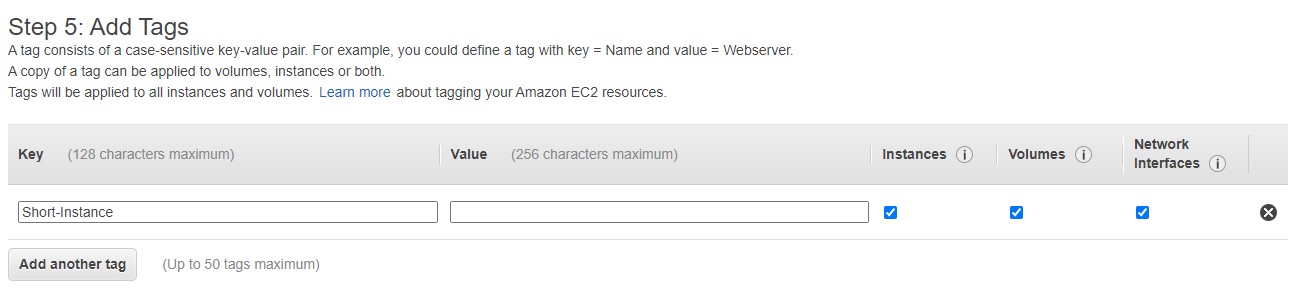 Step 5: Add Tags
A tag consists of a case-sensitive key-value pair. For example, you could define a tag with key = Name and value = Webserver.
A copy of a tag can be applied to volumes, instances or both.
Tags will be applied to all instances and volumes. Learn more about tagging your Amazon EC2 resources.
Key (128 characters maximum) Value (256 characters maximum) Instances i Volumes i Network Interfaces i
Short-Instance
Add another tag (Up to 50 tags maximum)